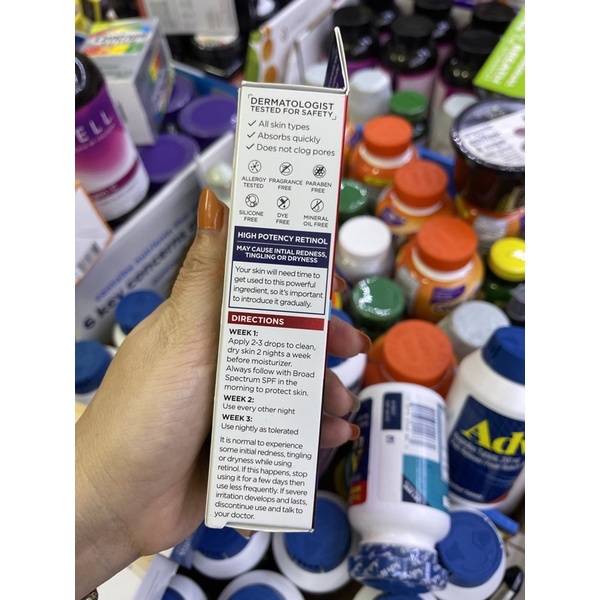 DERMATOLOGIST
TESTED FOR SAFETY
✓ All skin types
✓ Absorbs quickly
✓ Does not clog pores
ALLERGY TESTED
FRAGRANCE FREE
PARABEN FREE
SILICONE FREE
DYE FREE
MINERAL OIL FREE
HIGH POTENCY RETINOL
MAY CAUSE INTIAL REDNESS,
TINGLING OR DRYNESS
Your skin will need time to
get used to this powerful
ingredient, so it's important
to introduce it gradually.
DIRECTIONS
WEEK 1:
Apply 2-3 drops to clean,
dry skin 2 nights a week
before moisturizer.
Always follow with Broad
Spectrum SPF in the
morning to protect skin.
WEEK 2:
Use every other night
WEEK 3:
Use nightly as tolerated
It is normal to experience
some initial redness, tingling
or dryness while using
retinol. If this happens, stop
using it for a few days then
use less frequently. If severe
irritation develops and lasts,
discontinue use and talk to
your doctor.
ELL
Adv